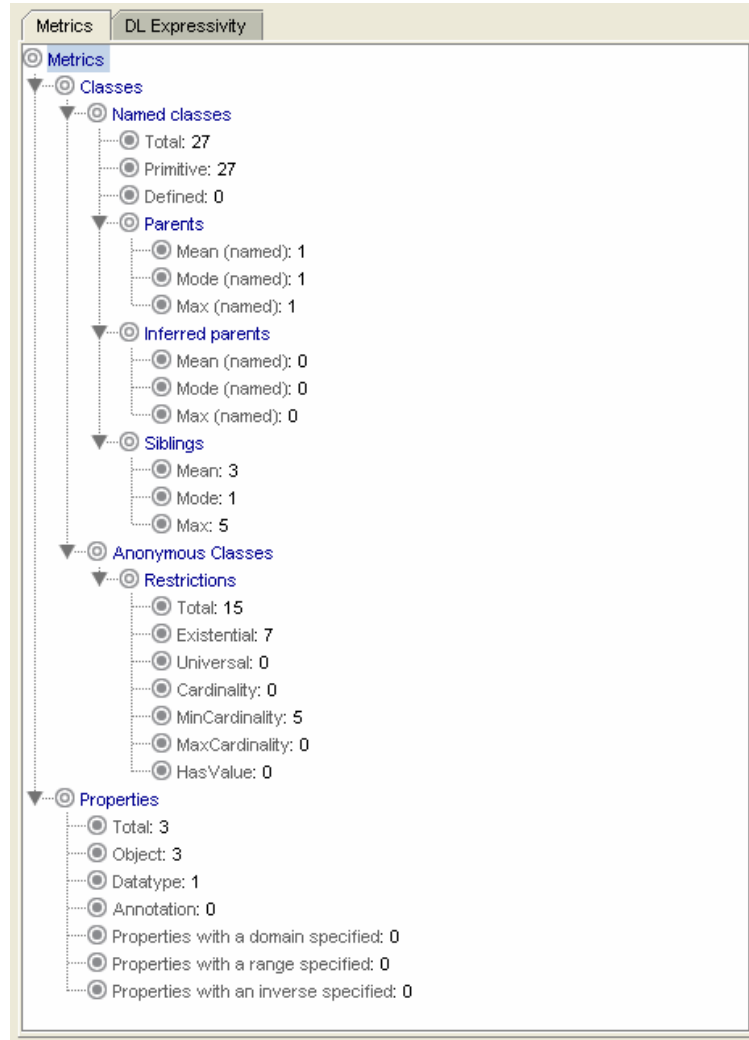 Metrics
DL Expressivity
Metrics
Classes
Named classes
Total: 27
Primitive: 27
Defined: 0
Parents
Mean (named): 1
Mode (named): 1
Max (named): 1
Inferred parents
Mean (named): 0
Mode (named): 0
Max (named): 0
Siblings
Mean: 3
Mode: 1
Max: 5
Anonymous Classes
Restrictions
Total: 15
Existential: 7
Universal: 0
Cardinality: 0
MinCardinality: 5
MaxCardinality: 0
HasValue: 0
Properties
Total: 3
Object: 3
Datatype: 1
Annotation: 0
Properties with a domain specified: 0
Properties with a range specified: 0
Properties with an inverse specified: 0